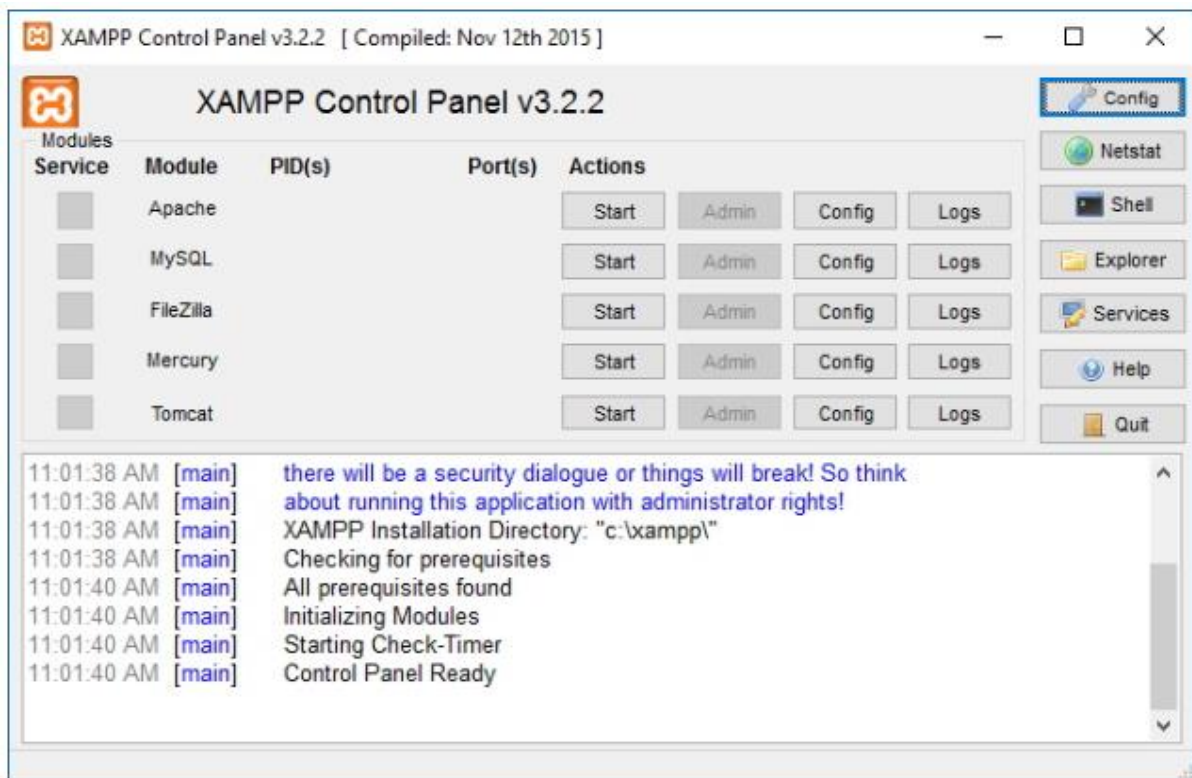 XAMPP Control Panel v3.2.2 [ Compiled: Nov 12th 2015 ]
XAMPP Control Panel v3.2.2
Config
Modules
Netstat
Service Module PID(s) Port(s) Actions
Apache Start Admin Config Logs
Shell
MySQL Start Admin Config Logs
Explorer
FileZilla Start Admin Config Logs
Services
Mercury Start Admin Config Logs
Help
Tomcat Start Admin Config Logs
Quit
11:01:38 AM [main] there will be a security dialogue or things will break! So think
11:01:38 AM [main] about running this application with administrator rights!
11:01:38 AM [main] XAMPP Installation Directory: "c:\xampp\"
11:01:38 AM [main] Checking for prerequisites
11:01:40 AM [main] All prerequisites found
11:01:40 AM [main] Initializing Modules
11:01:40 AM [main] Starting Check-Timer
11:01:40 AM [main] Control Panel Ready